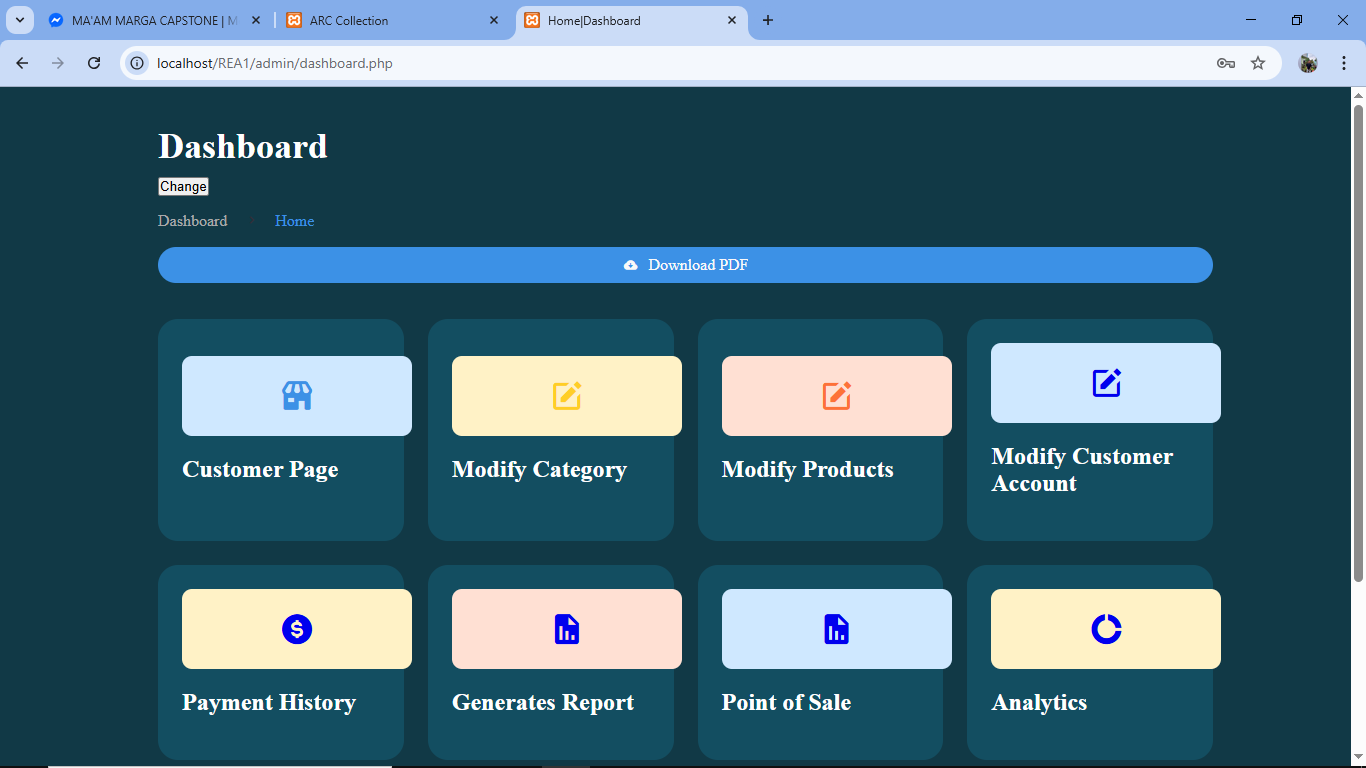 MA'AM MARGA CAPSTONE | M
ARC Collection
Home|Dashboard
localhost/REA1/admin/dashboard.php
Dashboard
Change
Dashboard
Home
Download PDF
Customer Page
Modify Category
Modify Products
Modify Customer
Account
Payment History
Generates Report
Point of Sale
Analytics